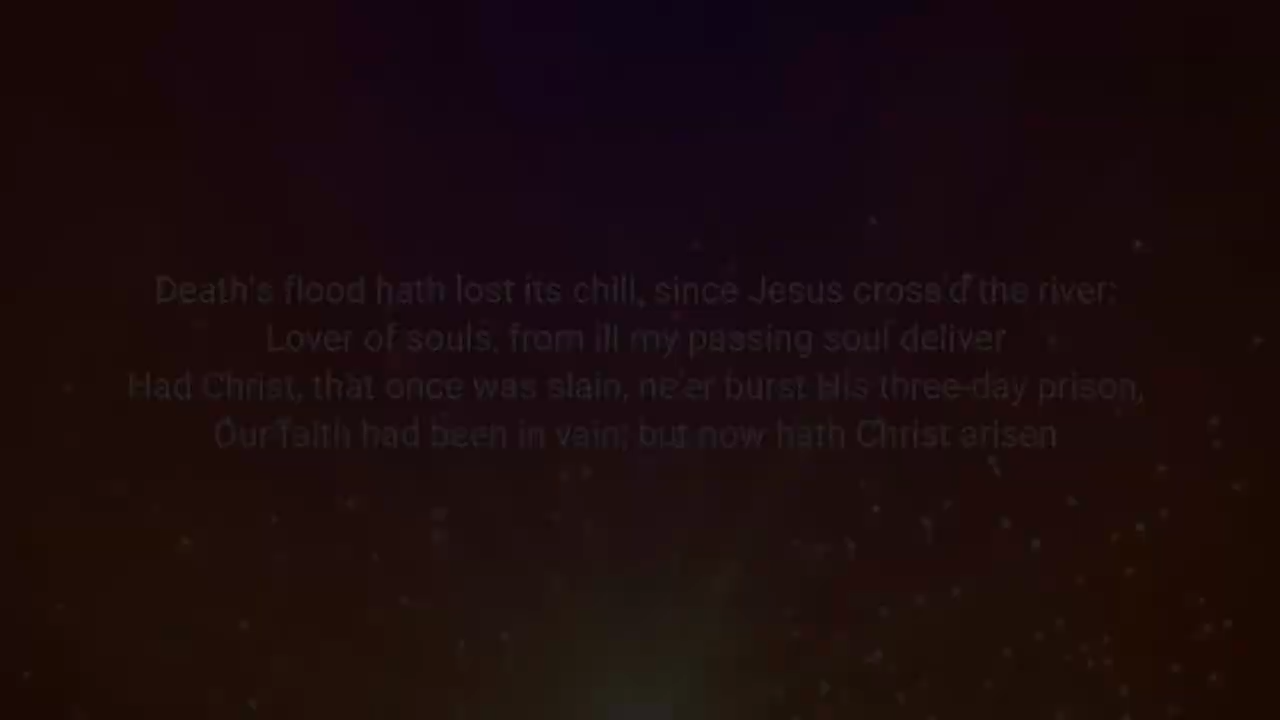 Death's flood hath lost its chill, since Jesus cross'd the river:
Lover of souls, from ill my passing soul deliver
Had Christ, that once was slain, ne'er burst His three-day prison,
Our faith had been in vain; but now hath Christ arisen